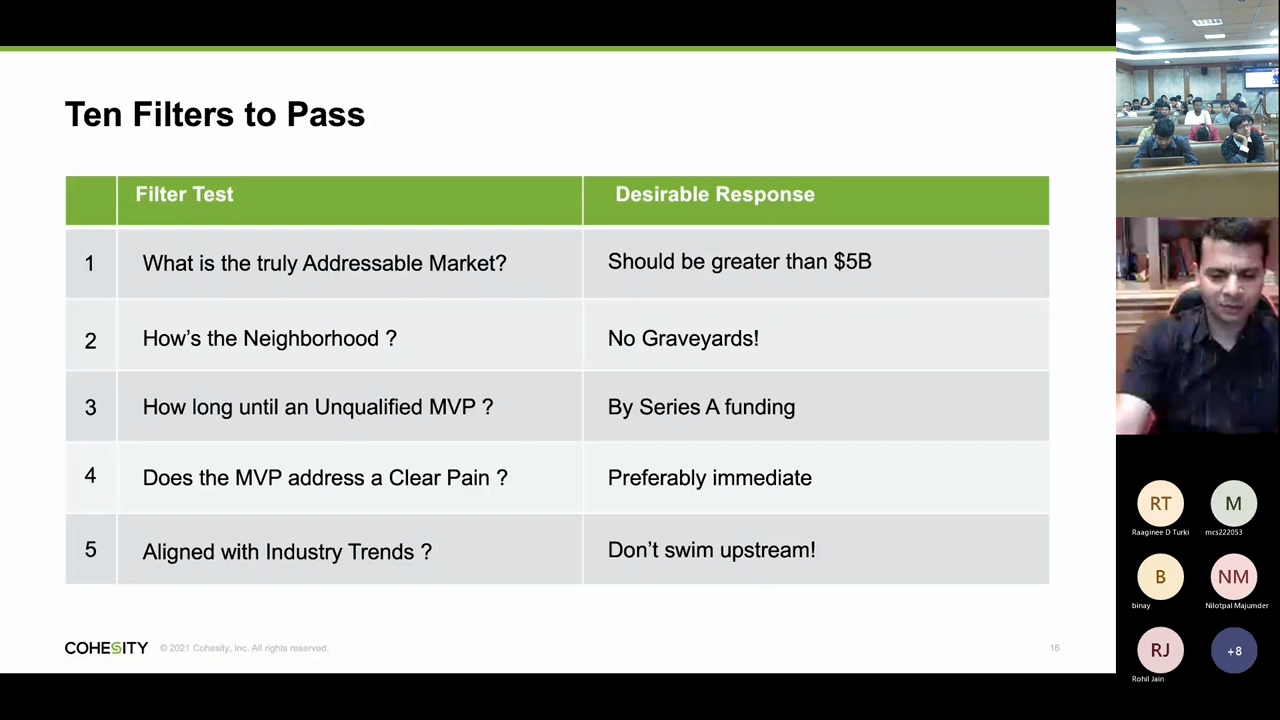 Ten Filters to Pass
Filter Test Desirable Response
1 What is the truly Addressable Market? Should be greater than $5B
2 How's the Neighborhood ? No Graveyards!
3 How long until an Unqualified MVP ? By Series A funding
4 Does the MVP address a Clear Pain ? Preferably immediate
5 Aligned with Industry Trends ? Don't swim upstream!
COHESITY © 2021 Cohesity, Inc. All rights reserved. 16
RT M
Raaginee D Turki mcs222053
B NM
binay Nilotpal Majumder
RJ +8
Rohil Jain